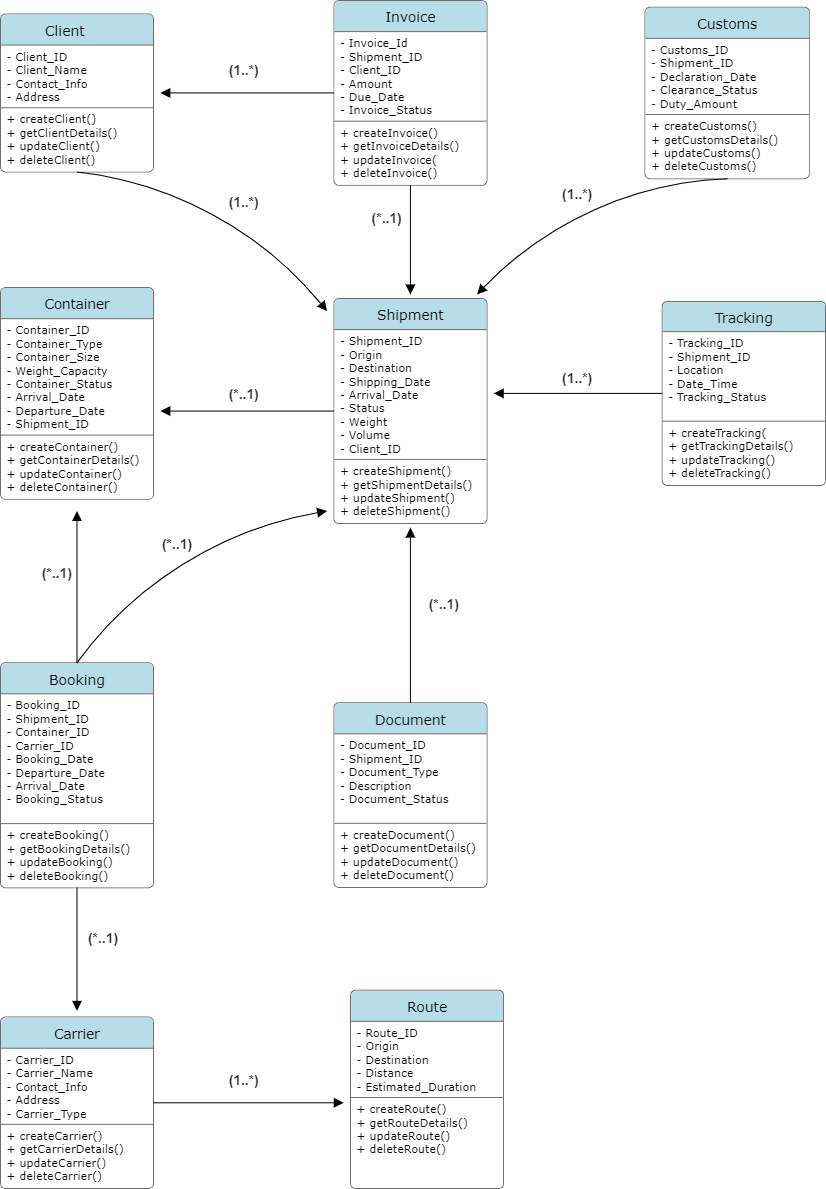 Client
- Client_ID
- Client_Name
- Contact_Info
- Address
+ createClient()
+ getClientDetails()
+ updateClient()
+ deleteClient()
(1..*)
Invoice
- Invoice_Id
- Shipment_ID
- Client_ID
- Amount
- Due_Date
- Invoice_Status
+ createInvoice()
+ getInvoiceDetails()
+ updateInvoice(
+ deleteInvoice()
Customs
- Customs_ID
- Shipment_ID
- Declaration_Date
- Clearance_Status
- Duty_Amount
+ createCustoms()
+ getCustomsDetails()
+ updateCustoms()
+ deleteCustoms()
(1..*)
(*..1)
(1..*)
Container
- Container_ID
- Container_Type
- Container_Size
- Weight_Capacity
- Container_Status
- Arrival_Date
- Departure_Date
- Shipment_ID
+ createContainer()
+ getContainerDetails()
+ updateContainer()
+ deleteContainer()
(*..1)
Shipment
- Shipment_ID
- Origin
- Destination
- Shipping_Date
- Arrival_Date
- Status
- Weight
- Volume
- Client_ID
+ createShipment()
+ getShipmentDetails()
+ updateShipment()
+ deleteShipment()
(1..*)
Tracking
- Tracking_ID
- Shipment_ID
- Location
- Date_Time
- Tracking_Status
+ createTracking(
+ getTrackingDetails()
+ updateTracking()
+ deleteTracking()
(*..1)
(*..1)
(*..1)
Booking
- Booking_ID
- Shipment_ID
- Container_ID
- Carrier_ID
- Booking_Date
- Departure_Date
- Arrival_Date
- Booking_Status
+ createBooking()
+ getBookingDetails()
+ updateBooking()
+ deleteBooking()
Document
- Document_ID
- Shipment_ID
- Document_Type
- Description
- Document_Status
+ createDocument()
+ getDocumentDetails()
+ updateDocument()
+ deleteDocument()
(*..1)
Carrier
- Carrier_ID
- Carrier_Name
- Contact_Info
- Address
- Carrier_Type
+ createCarrier()
+ getCarrierDetails()
+ updateCarrier()
+ deleteCarrier()
(1..*)
Route
- Route_ID
- Origin
- Destination
- Distance
- Estimated_Duration
+ createRoute()
+ getRouteDetails()
+ updateRoute()
+ deleteRoute()